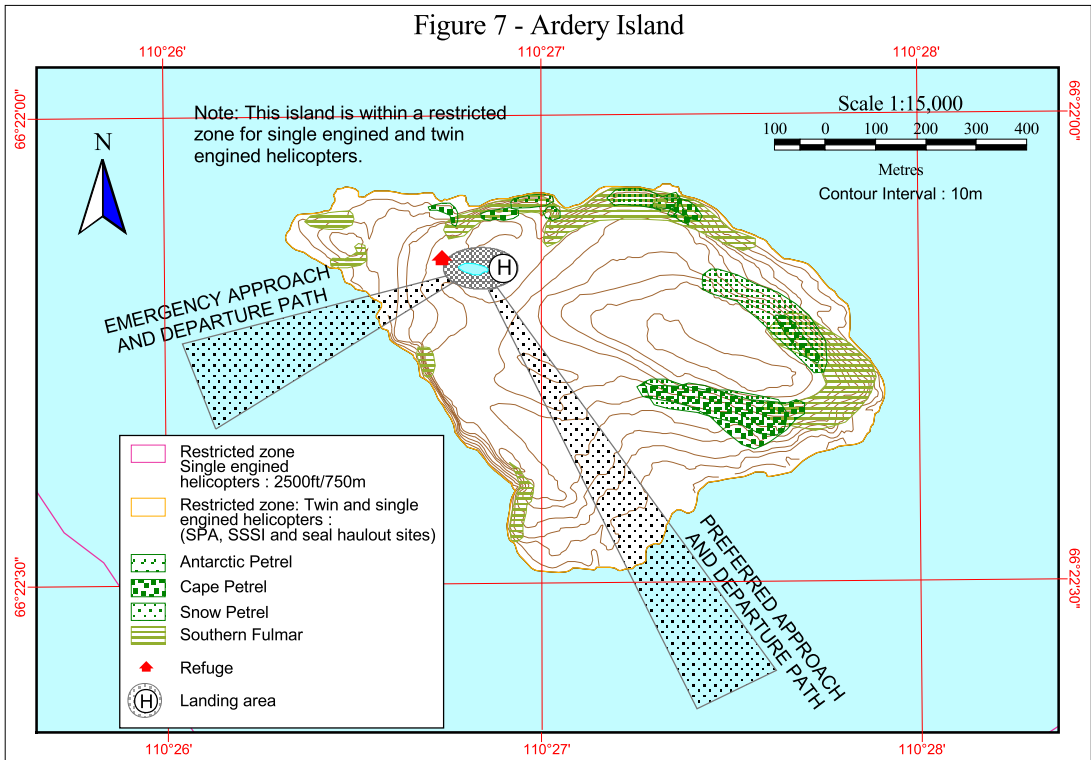 Figure 7 - Ardery Island
110°26'
110°27'
110°28'
66°22'00"
66°22'00"
Note: This island is within a restricted
zone for single engined and twin
engined helicopters.
N
Scale 1:15,000
100 0 100 200 300 400
Metres
Contour Interval : 10m
H
EMERGENCY APPROACH
AND DEPARTURE PATH
PREFERRED APPROACH
AND DEPARTURE PATH
Restricted zone
Single engined
helicopters : 2500ft/750m
Restricted zone: Twin and single
engined helicopters :
(SPA, SSSI and seal haulout sites)
Antarctic Petrel
Cape Petrel
Snow Petrel
Southern Fulmar
Refuge
H
Landing area
66°22'30"
66°22'30"
110°26'
110°27'
110°28'